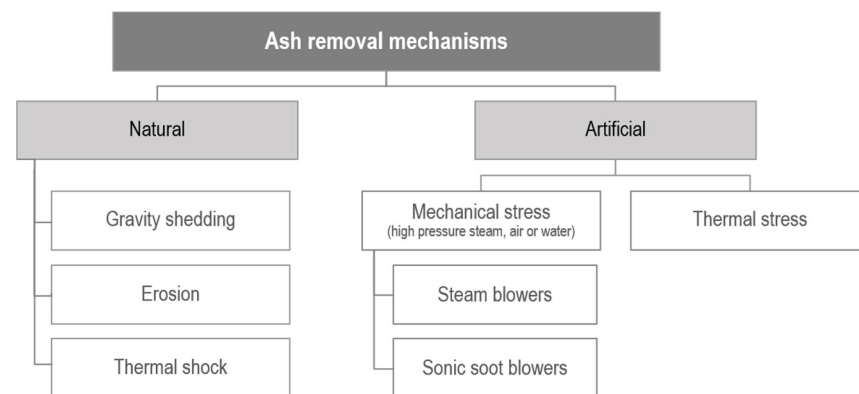 Ash removal mechanisms
Natural
Artificial
Gravity shedding
Mechanical stress
(high pressure steam, air or water)
Thermal stress
Erosion
Steam blowers
Thermal shock
Sonic soot blowers